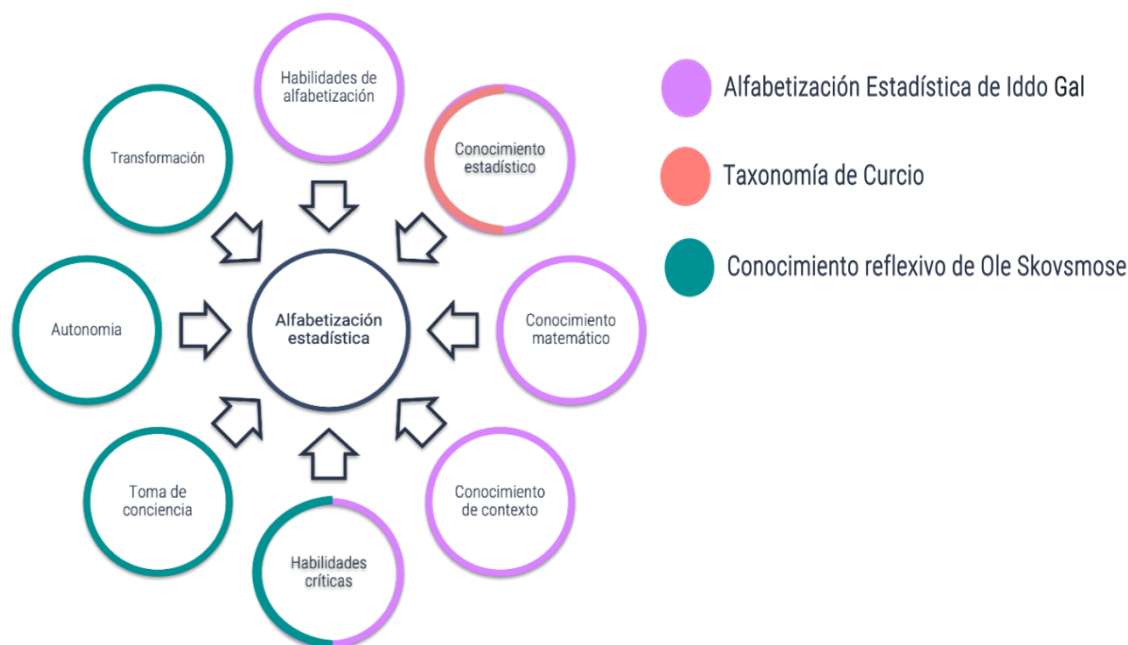 Habilidades de
alfabetización
Conocimiento
estadístico
Conocimiento
matemático
Conocimiento
de contexto
Habilidades
críticas
Toma de
conciencia
Autonomia
Transformación
Alfabetización
estadística
Alfabetización Estadística de Iddo Gal
Taxonomía de Curcio
Conocimiento reflexivo de Ole Skovsmose